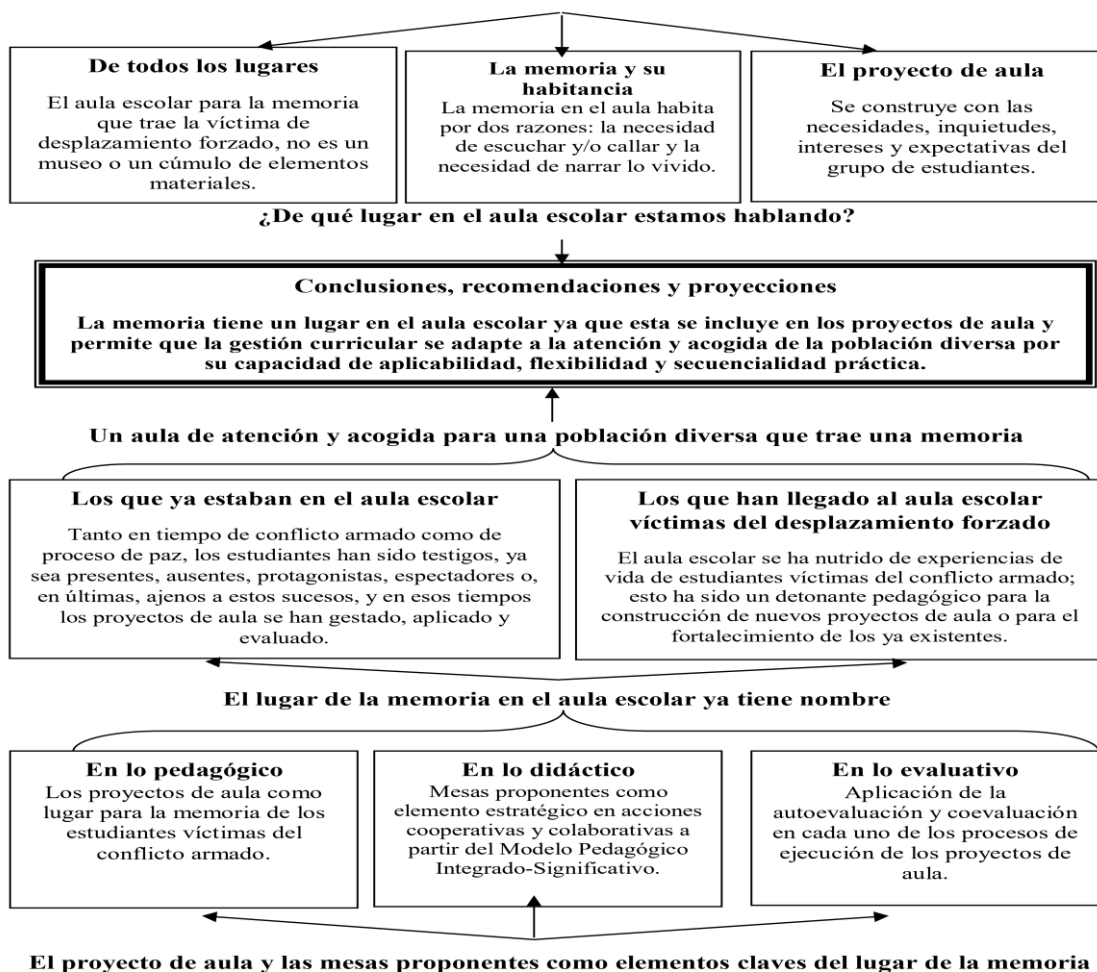 De todos los lugares
El aula escolar para la memoria
que trae la víctima de
desplazamiento forzado, no es un
museo o un cúmulo de elementos
materiales.
La memoria y su
habitancia
La memoria en el aula habita
por dos razones: la necesidad
de escuchar y/o callar y la
necesidad de narrar lo vivido.
El proyecto de aula
Se construye con las
necesidades, inquietudes,
intereses y expectativas del
grupo de estudiantes.
¿De qué lugar en el aula escolar estamos hablando?
Conclusiones, recomendaciones y proyecciones
La memoria tiene un lugar en el aula escolar ya que esta se incluye en los proyectos de aula y
permite que la gestión curricular se adapte a la atención y acogida de la población diversa por
su capacidad de aplicabilidad, flexibilidad y secuencialidad práctica.
Un aula de atención y acogida para una población diversa que trae una memoria
Los que ya estaban en el aula escolar
Tanto en tiempo de conflicto armado como de
proceso de paz, los estudiantes han sido testigos, ya
sea presentes, ausentes, protagonistas, espectadores o,
en últimas, ajenos a estos sucesos, y en esos tiempos
los proyectos de aula se han gestado, aplicado y
evaluado.
Los que han llegado al aula escolar
víctimas del desplazamiento forzado
El aula escolar se ha nutrido de experiencias de
vida de estudiantes víctimas del conflicto armado;
esto ha sido un detonante pedagógico para la
construcción de nuevos proyectos de aula o para el
fortalecimiento de los ya existentes.
El lugar de la memoria en el aula escolar ya tiene nombre
En lo pedagógico
Los proyectos de aula como
lugar para la memoria de los
estudiantes víctimas del
conflicto armado.
En lo didáctico
Mesas proponentes como
elemento estratégico en acciones
cooperativas y colaborativas a
partir del Modelo Pedagógico
Integrado-Significativo.
En lo evaluativo
Aplicación de la
autoevaluación y coevaluación
en cada uno de los procesos de
ejecución de los proyectos de
aula.
El proyecto de aula y las mesas proponentes como elementos claves del lugar de la memoria